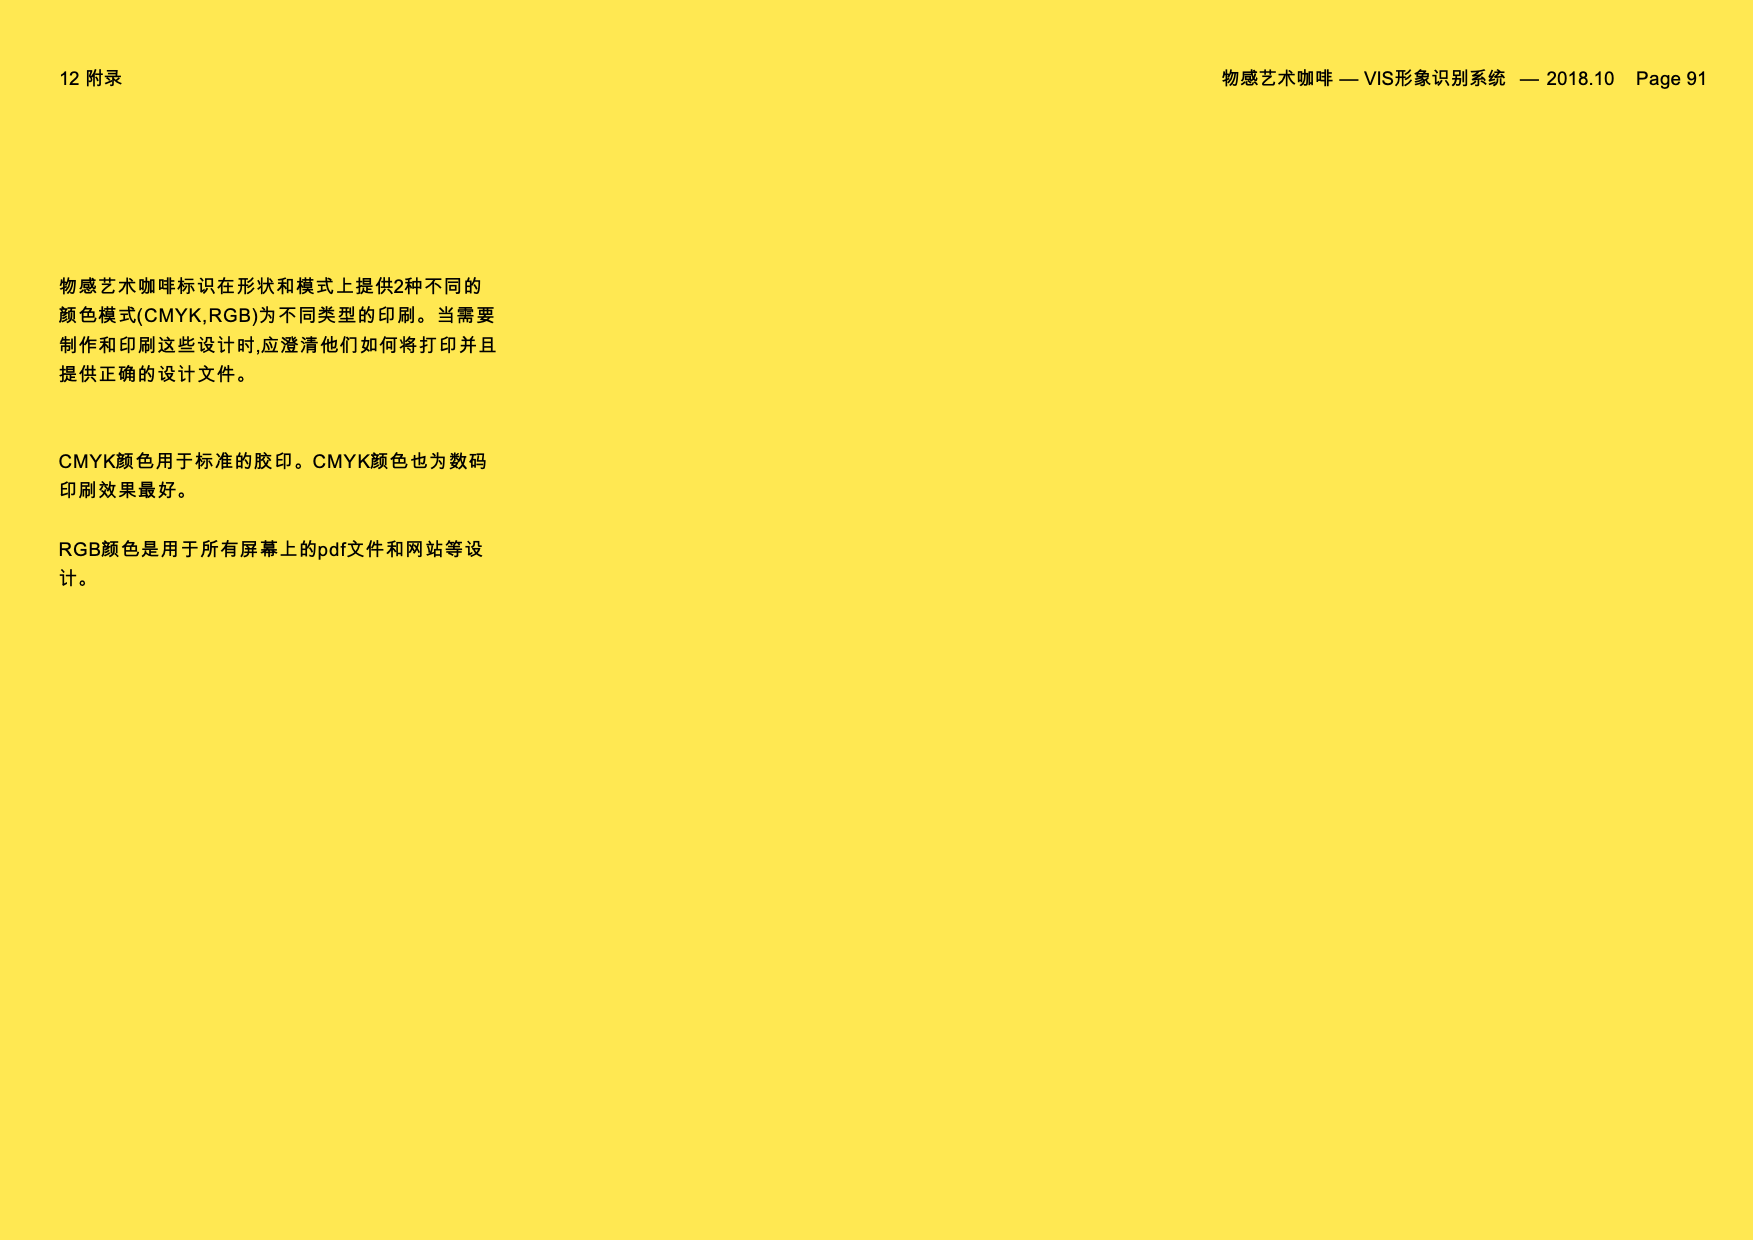 12 附录
物感艺术咖啡 — VIS形象识别系统 — 2018.10 Page 91
物感艺术咖啡标识在形状和模式上提供2种不同的
颜色模式(CMYK,RGB)为不同类型的印刷。当需要
制作和印刷这些设计时,应澄清他们如何将打印并且
提供正确的设计文件。
CMYK颜色用于标准的胶印。CMYK颜色也为数码
印刷效果最好。
RGB颜色是用于所有屏幕上的pdf文件和网站等设
计。